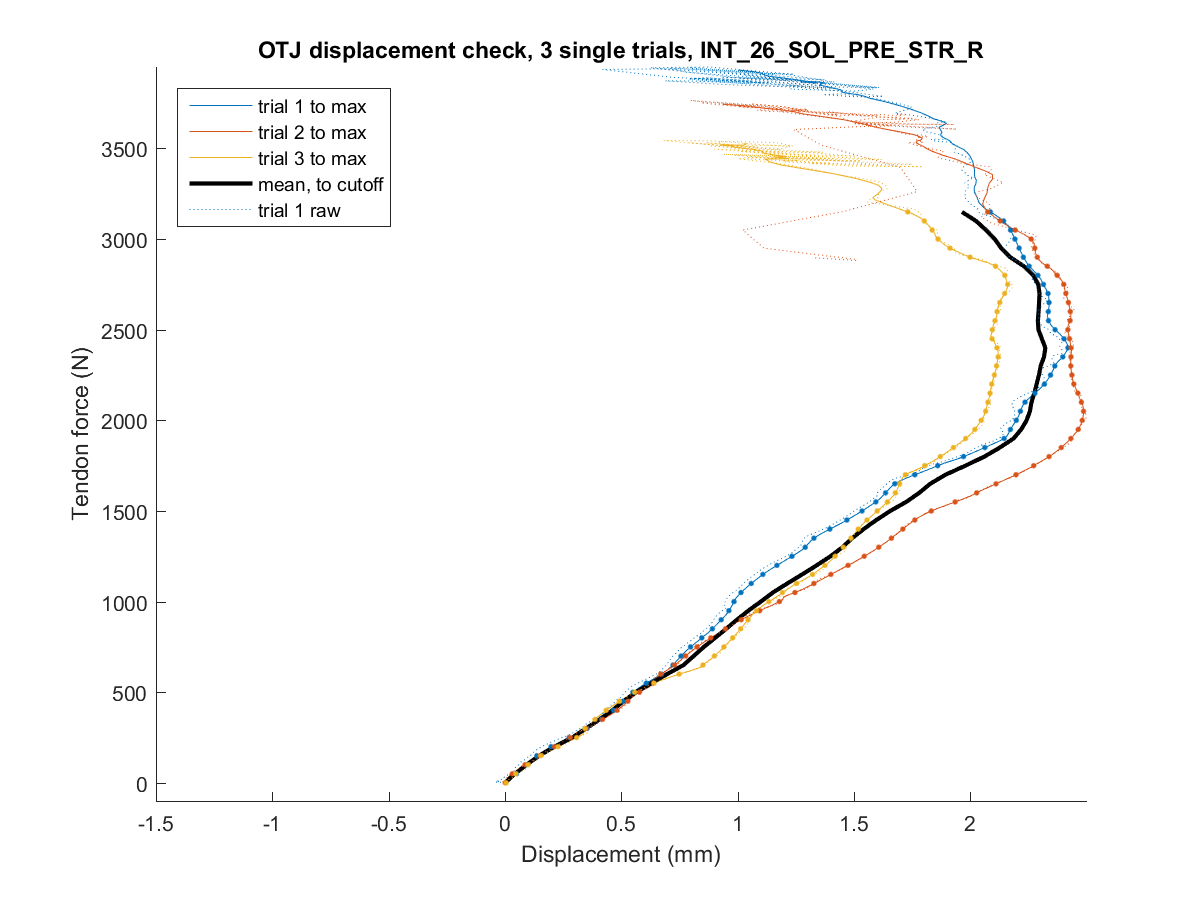 OTJ displacement check, 3 single trials, INT_26_SOL_PRE_STR_R
trial 1 to max
trial 2 to max
trial 3 to max
mean, to cutoff
trial 1 raw
3500
3000
2500
2000
1500
1000
500
0
Tendon force (N)
-1.5
-1
-0.5
0
0.5
1
1.5
2
Displacement (mm)